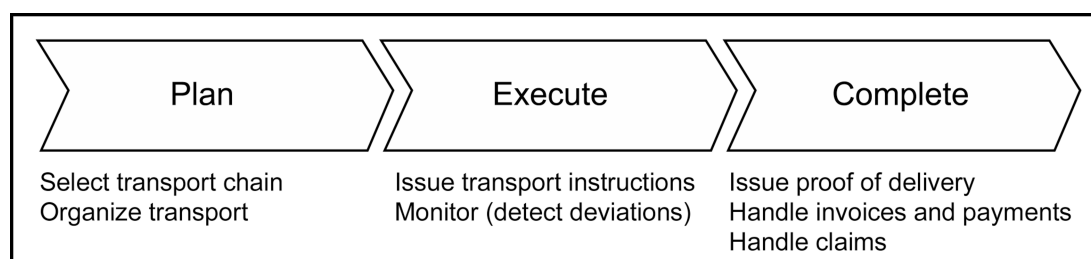 Plan
Execute
Complete
Select transport chain
Organize transport
Issue transport instructions
Monitor (detect deviations)
Issue proof of delivery
Handle invoices and payments
Handle claims